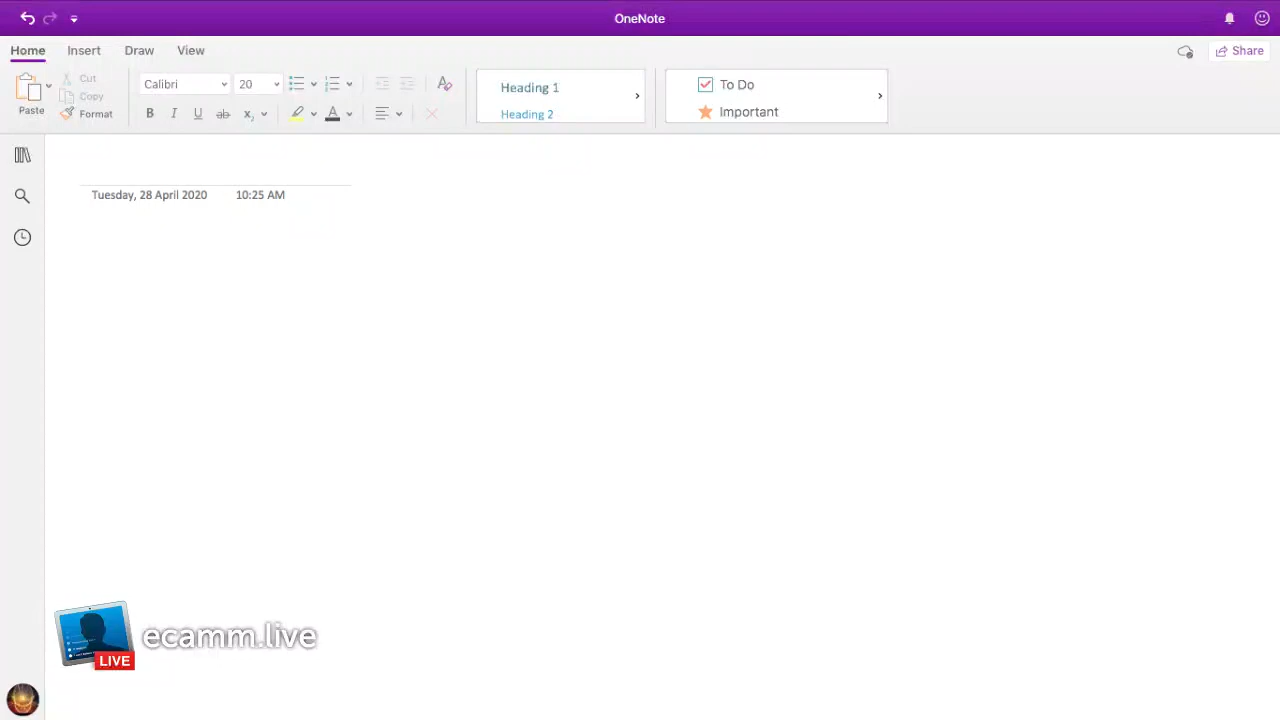 OneNote
Home Insert Draw View
Share
Paste
Cut
Copy
Format
Calibri 20
B I U ab x, A
Heading 1
Heading 2
To Do
Important
Tuesday, 28 April 2020 10:25 AM
ecamm.live
LIVE